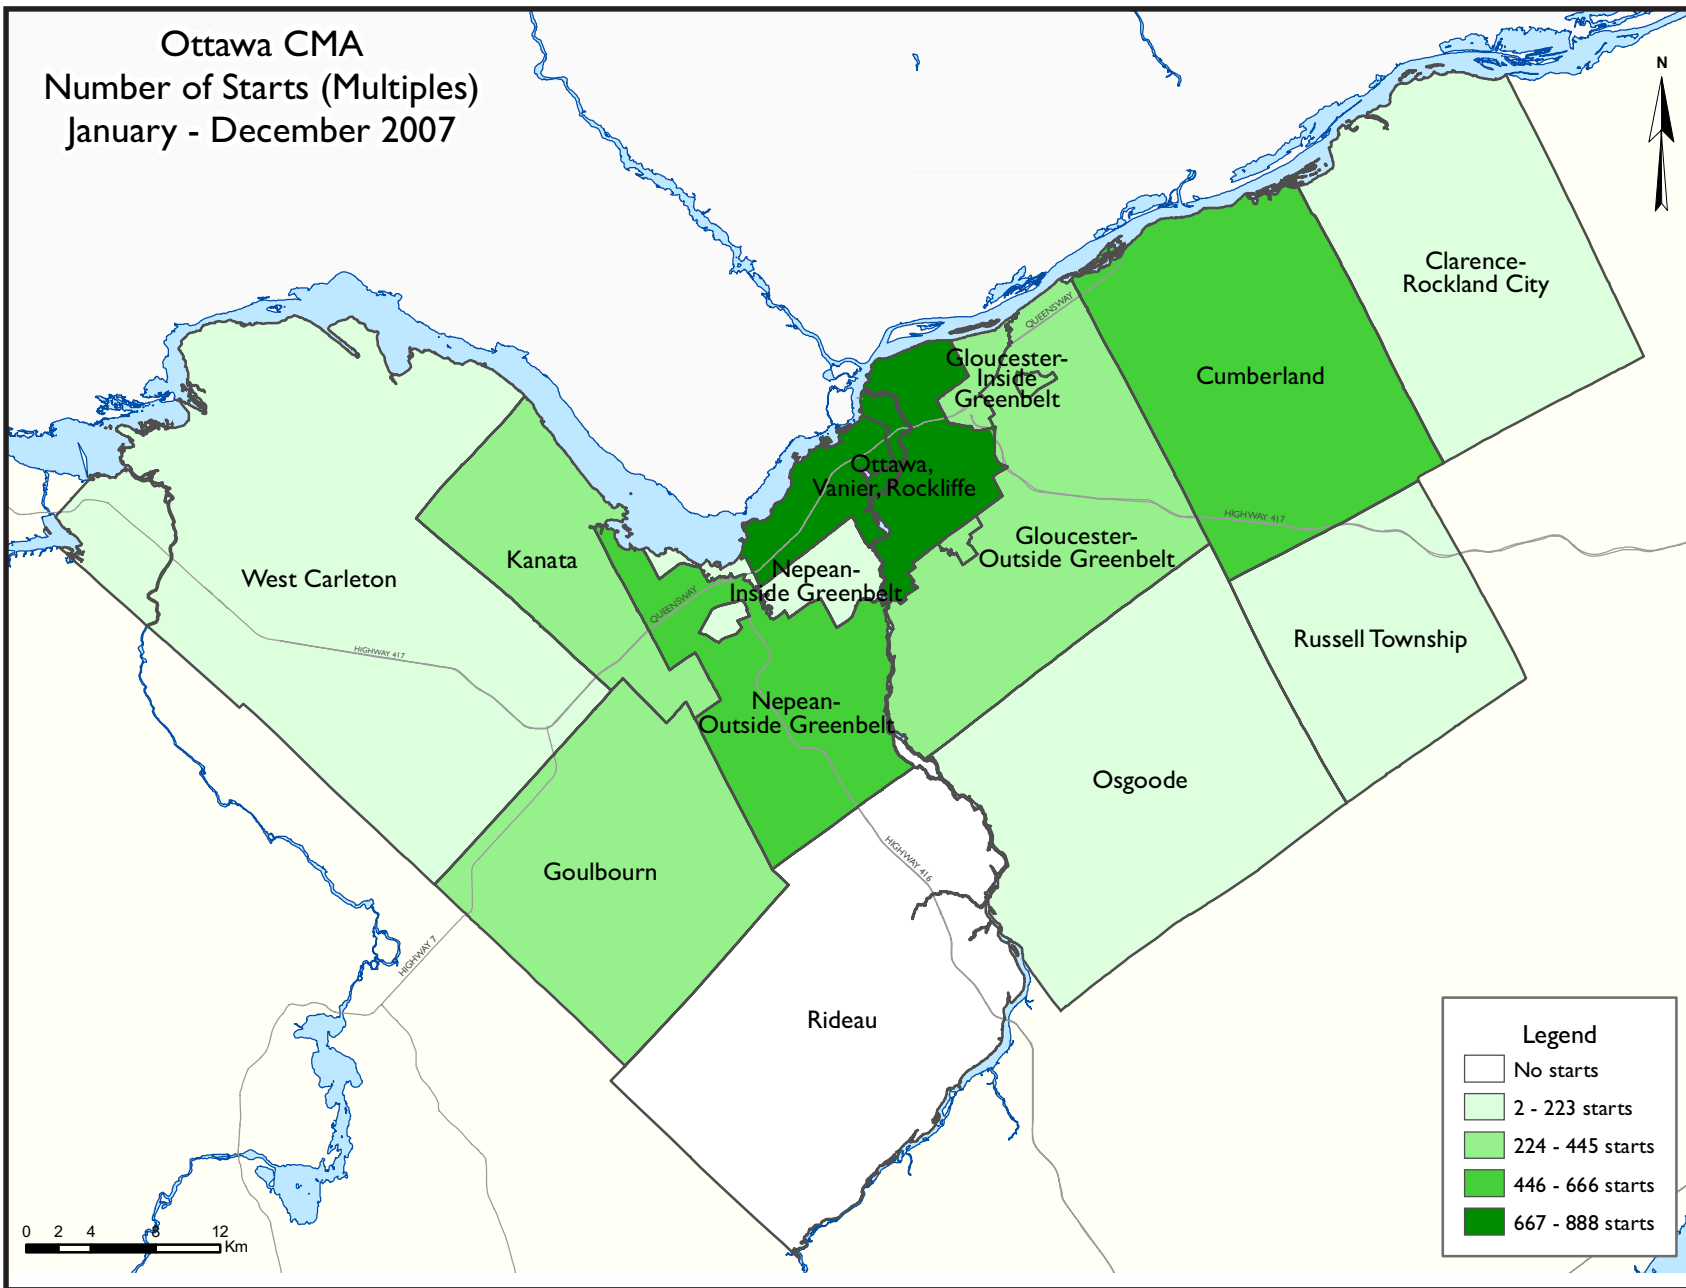 Ottawa CMA
Number of Starts (Multiples)
January - December 2007
N
Clarence-
Rockland City
QUEENSWAY
Gloucester-
Inside
Greenbelt
Cumberland
Ottawa,
Vanier, Rockliffe
HIGHWAY 417
Gloucester-
Outside Greenbelt
Kanata
West Carleton
Nepean-
Inside Greenbelt
QUEENSWAY
Russell Township
HIGHWAY 417
Nepean-
Outside Greenbelt
Osgoode
Goulbourn
HIGHWAY 416
HIGHWAY 7
Rideau
Legend
No starts
2 - 223 starts
224 - 445 starts
446 - 666 starts
667 - 888 starts
0 2 4 8 12
Km